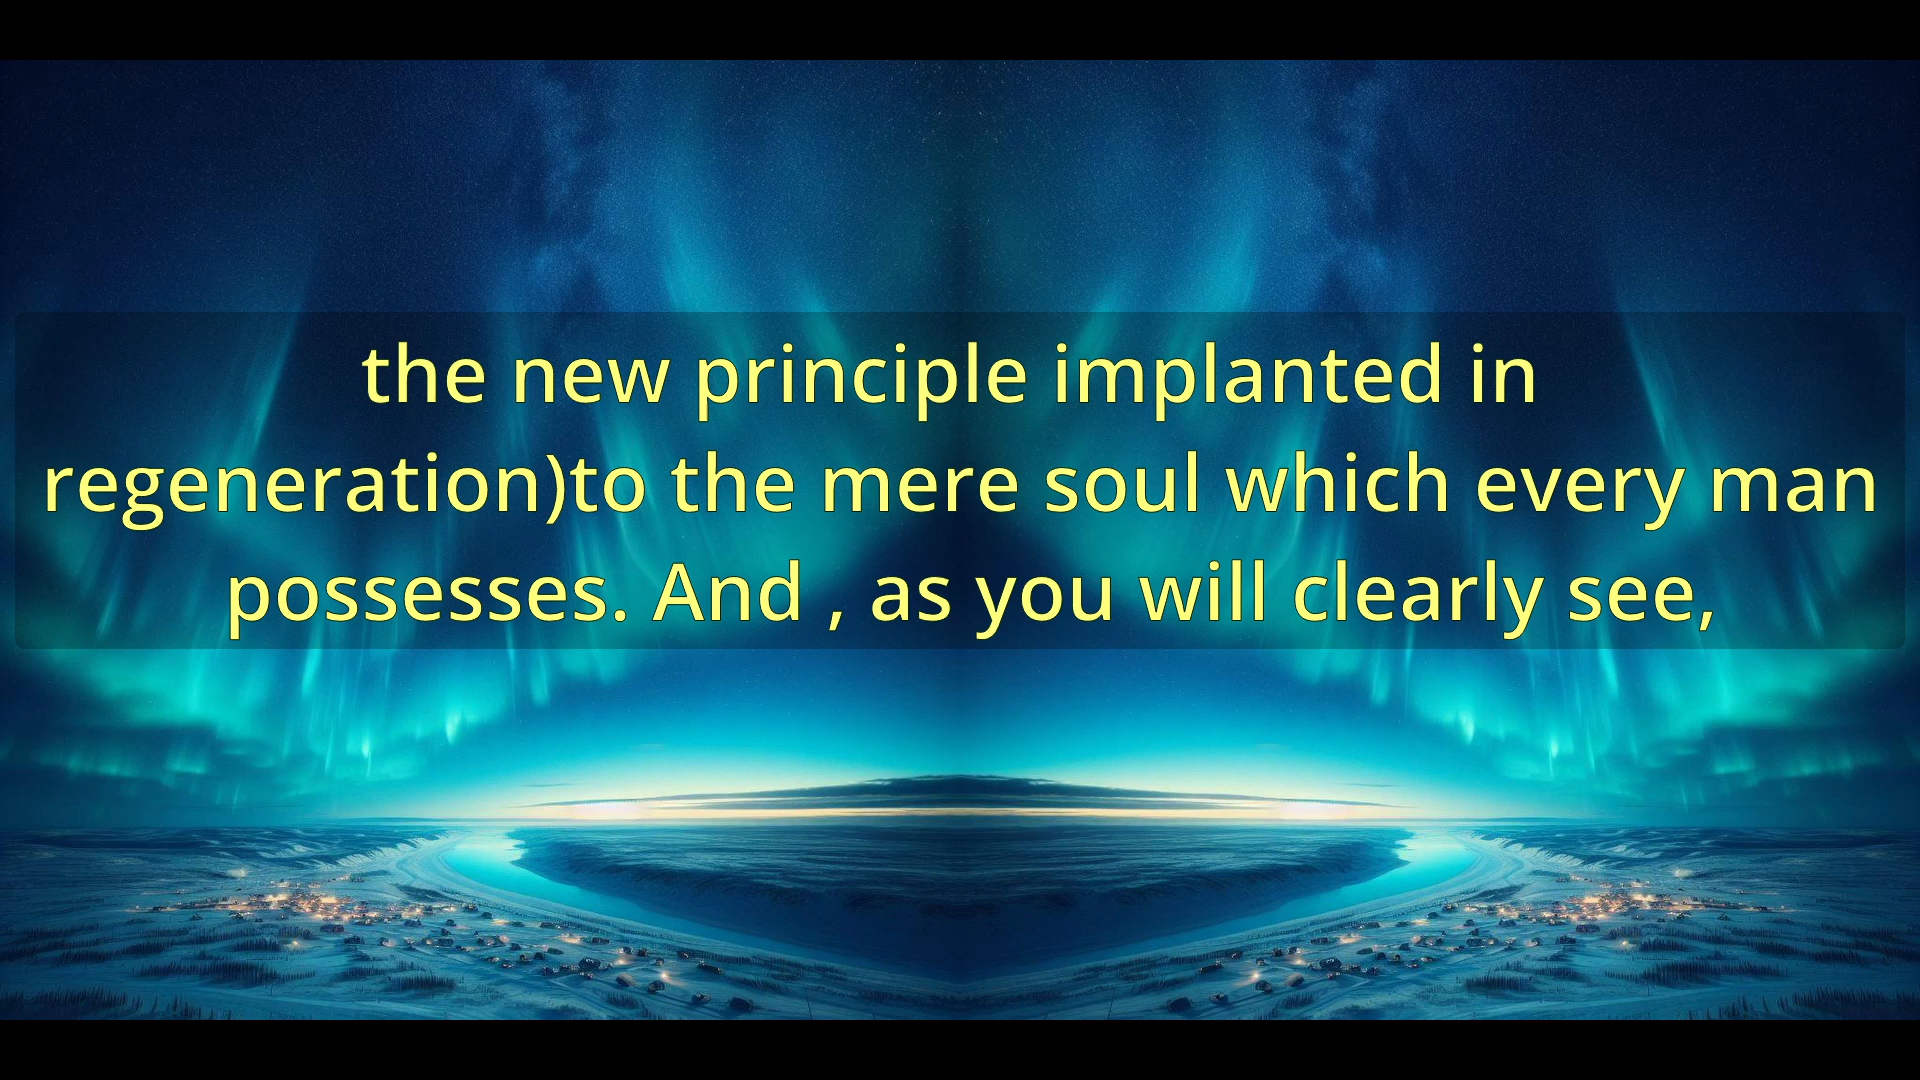 the new principle implanted in
regeneration)to the mere soul which every man
possesses. And , as you will clearly see,